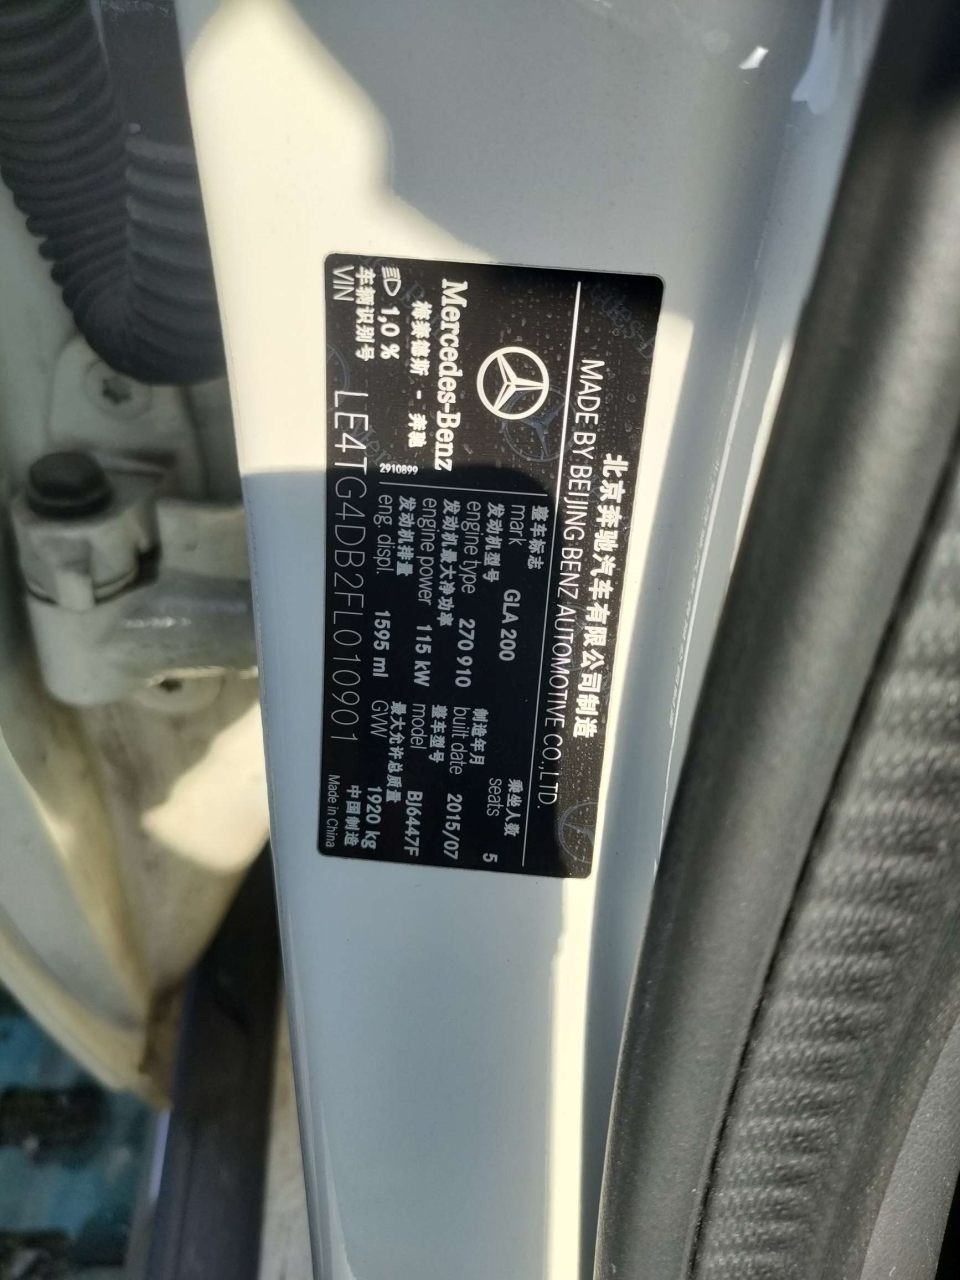 北京奔驰汽车有限公司制造
MADE BY BEIJING BENZ AUTOMOTIVE CO.,LTD.
Mercedes-Benz
梅赛德斯 - 奔驰
2910899
1,0 %
整车标志
mark GLA 200
乘坐人数
seats 5
发动机型号
engine type 270 910
制造年月
built date 2015/07
发动机最大净功率
engine power 115 kW
整车型号
model BJ6447F
发动机排量
eng. displ. 1595 ml
最大允许总质量
GWW 1920 kg
车辆识别号
VIN LE4TG4DB2FL010901
中国制造
Made in China